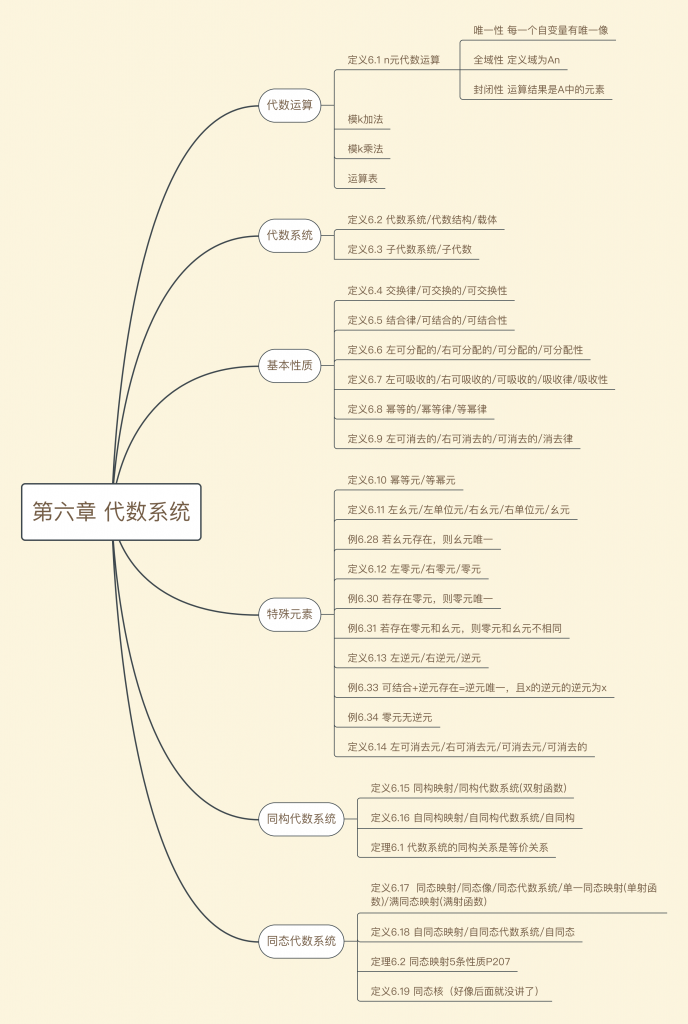 第六章 代数系统
代数运算
定义6.1 n元代数运算
唯一性 每一个自变量有唯一像
全域性 定义域为An
封闭性 运算结果是A中的元素
模k加法
模k乘法
运算表
代数系统
定义6.2 代数系统/代数结构/载体
定义6.3 子代数系统/子代数
基本性质
定义6.4 交换律/可交换的/可交换性
定义6.5 结合律/可结合的/可结合性
定义6.6 左可分配的/右可分配的/可分配的/可分配性
定义6.7 左可吸收的/右可吸收的/可吸收的/吸收律/吸收性
定义6.8 幂等的/幂等律/等幂律
定义6.9 左可消去的/右可消去的/可消去的/消去律
特殊元素
定义6.10 幂等元/等幂元
定义6.11 左幺元/左单位元/右幺元/右单位元/幺元
例6.28 若幺元存在，则幺元唯一
定义6.12 左零元/右零元/零元
例6.30 若存在零元，则零元唯一
例6.31 若存在零元和幺元，则零元和幺元不相同
定义6.13 左逆元/右逆元/逆元
例6.33 可结合+逆元存在=逆元唯一，且x的逆元的逆元为x
例6.34 零元无逆元
定义6.14 左可消去元/右可消去元/可消去元/可消去的
同构代数系统
定义6.15 同构映射/同构代数系统(双射函数)
定义6.16 自同构映射/自同构代数系统/自同构
定理6.1 代数系统的同构关系是等价关系
同态代数系统
定义6.17 同态映射/同态像/同态代数系统/单一同态映射(单射函
数)/满同态映射(满射函数)
定义6.18 自同态映射/自同态代数系统/自同态
定理6.2 同态映射5条性质P207
定义6.19 同态核（好像后面就没讲了）